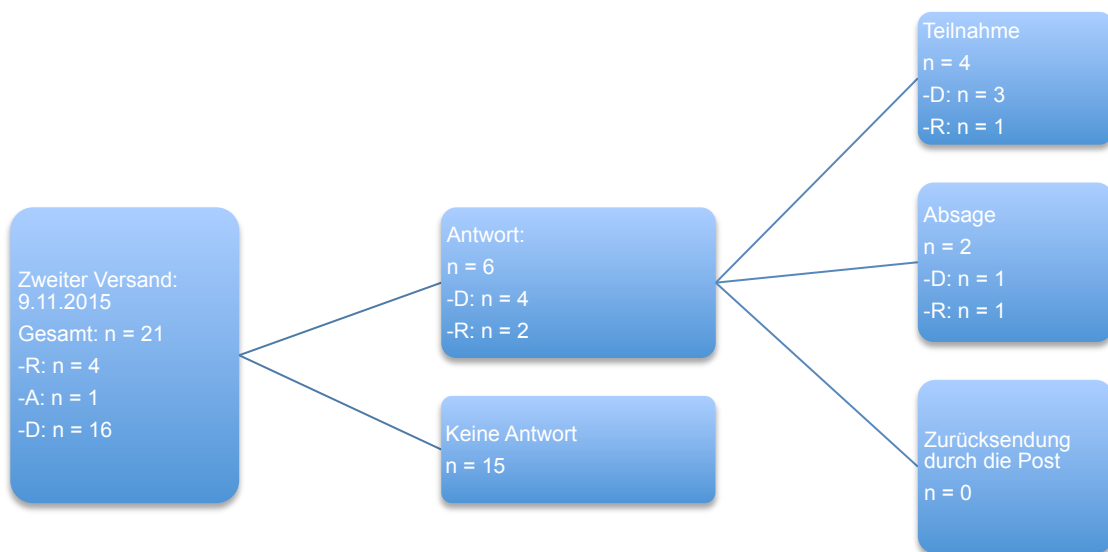 Zweiter Versand:
9.11.2015
Gesamt: n = 21
-R: n = 4
-A: n = 1
-D: n = 16
Antwort:
n = 6
-D: n = 4
-R: n = 2
Keine Antwort
n = 15
Teilnahme
n = 4
-D: n = 3
-R: n = 1
Absage
n = 2
-D: n = 1
-R: n = 1
Zurücksendung
durch die Post
n = 0